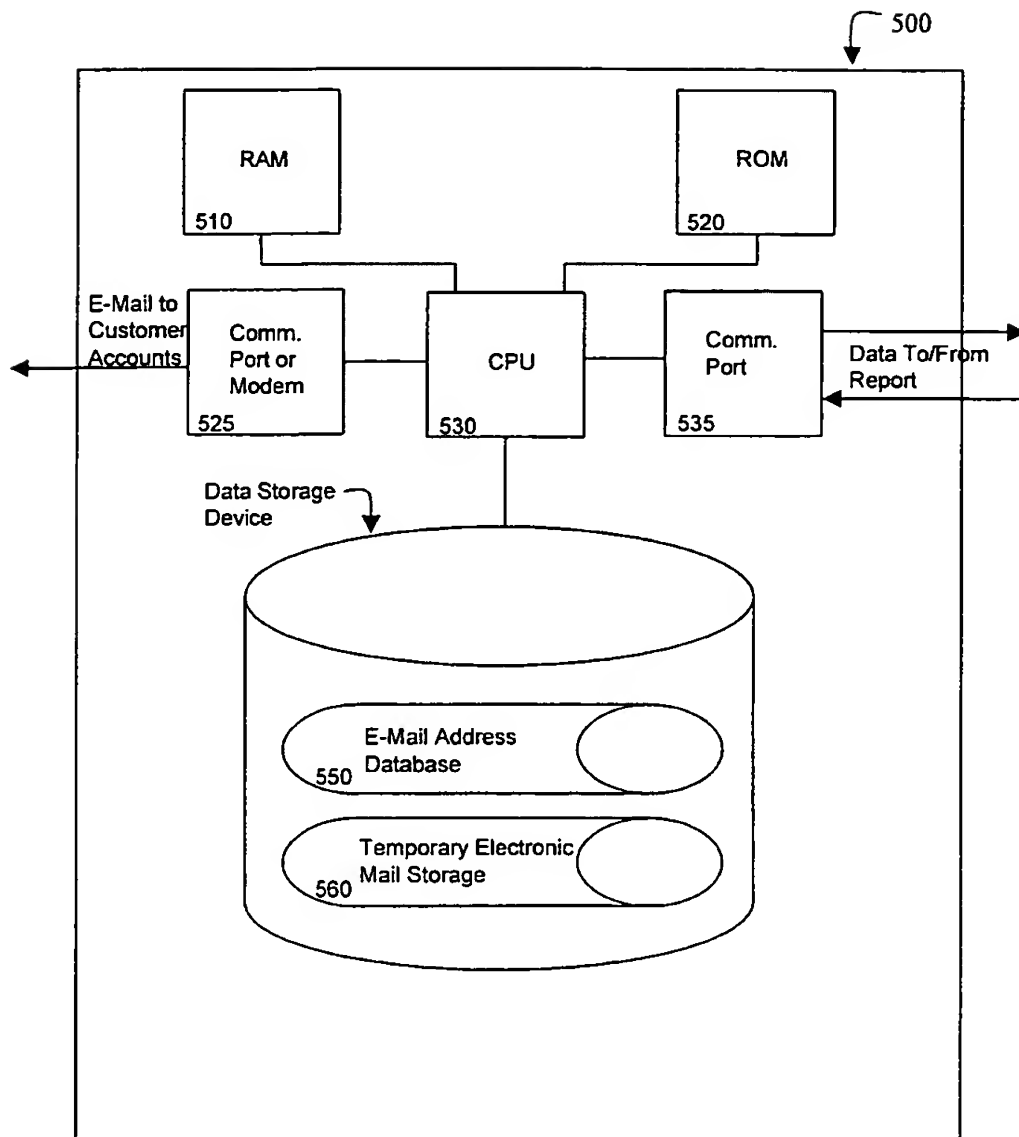 500
RAM
510
ROM
520
E-Mail to
Customer
Accounts
Comm.
Port or
Modem
525
CPU
530
Comm.
Port
535
Data To/From
Report
Data Storage
Device
E-Mail Address
Database
550
Temporary Electronic
Mail Storage
560